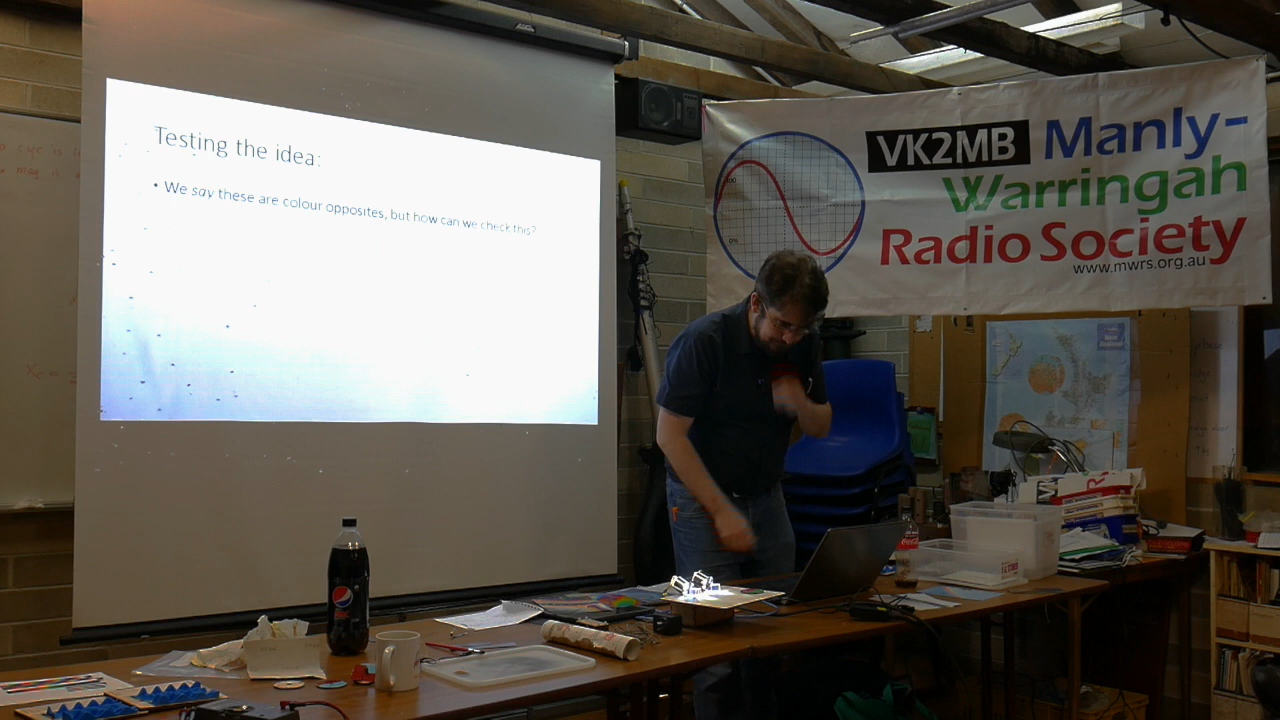 Testing the idea:
• We say these are colour opposites, but how can we check this?
VK2MB Manly-
Warringah
Radio Society
www.mwrs.org.au
pepsi